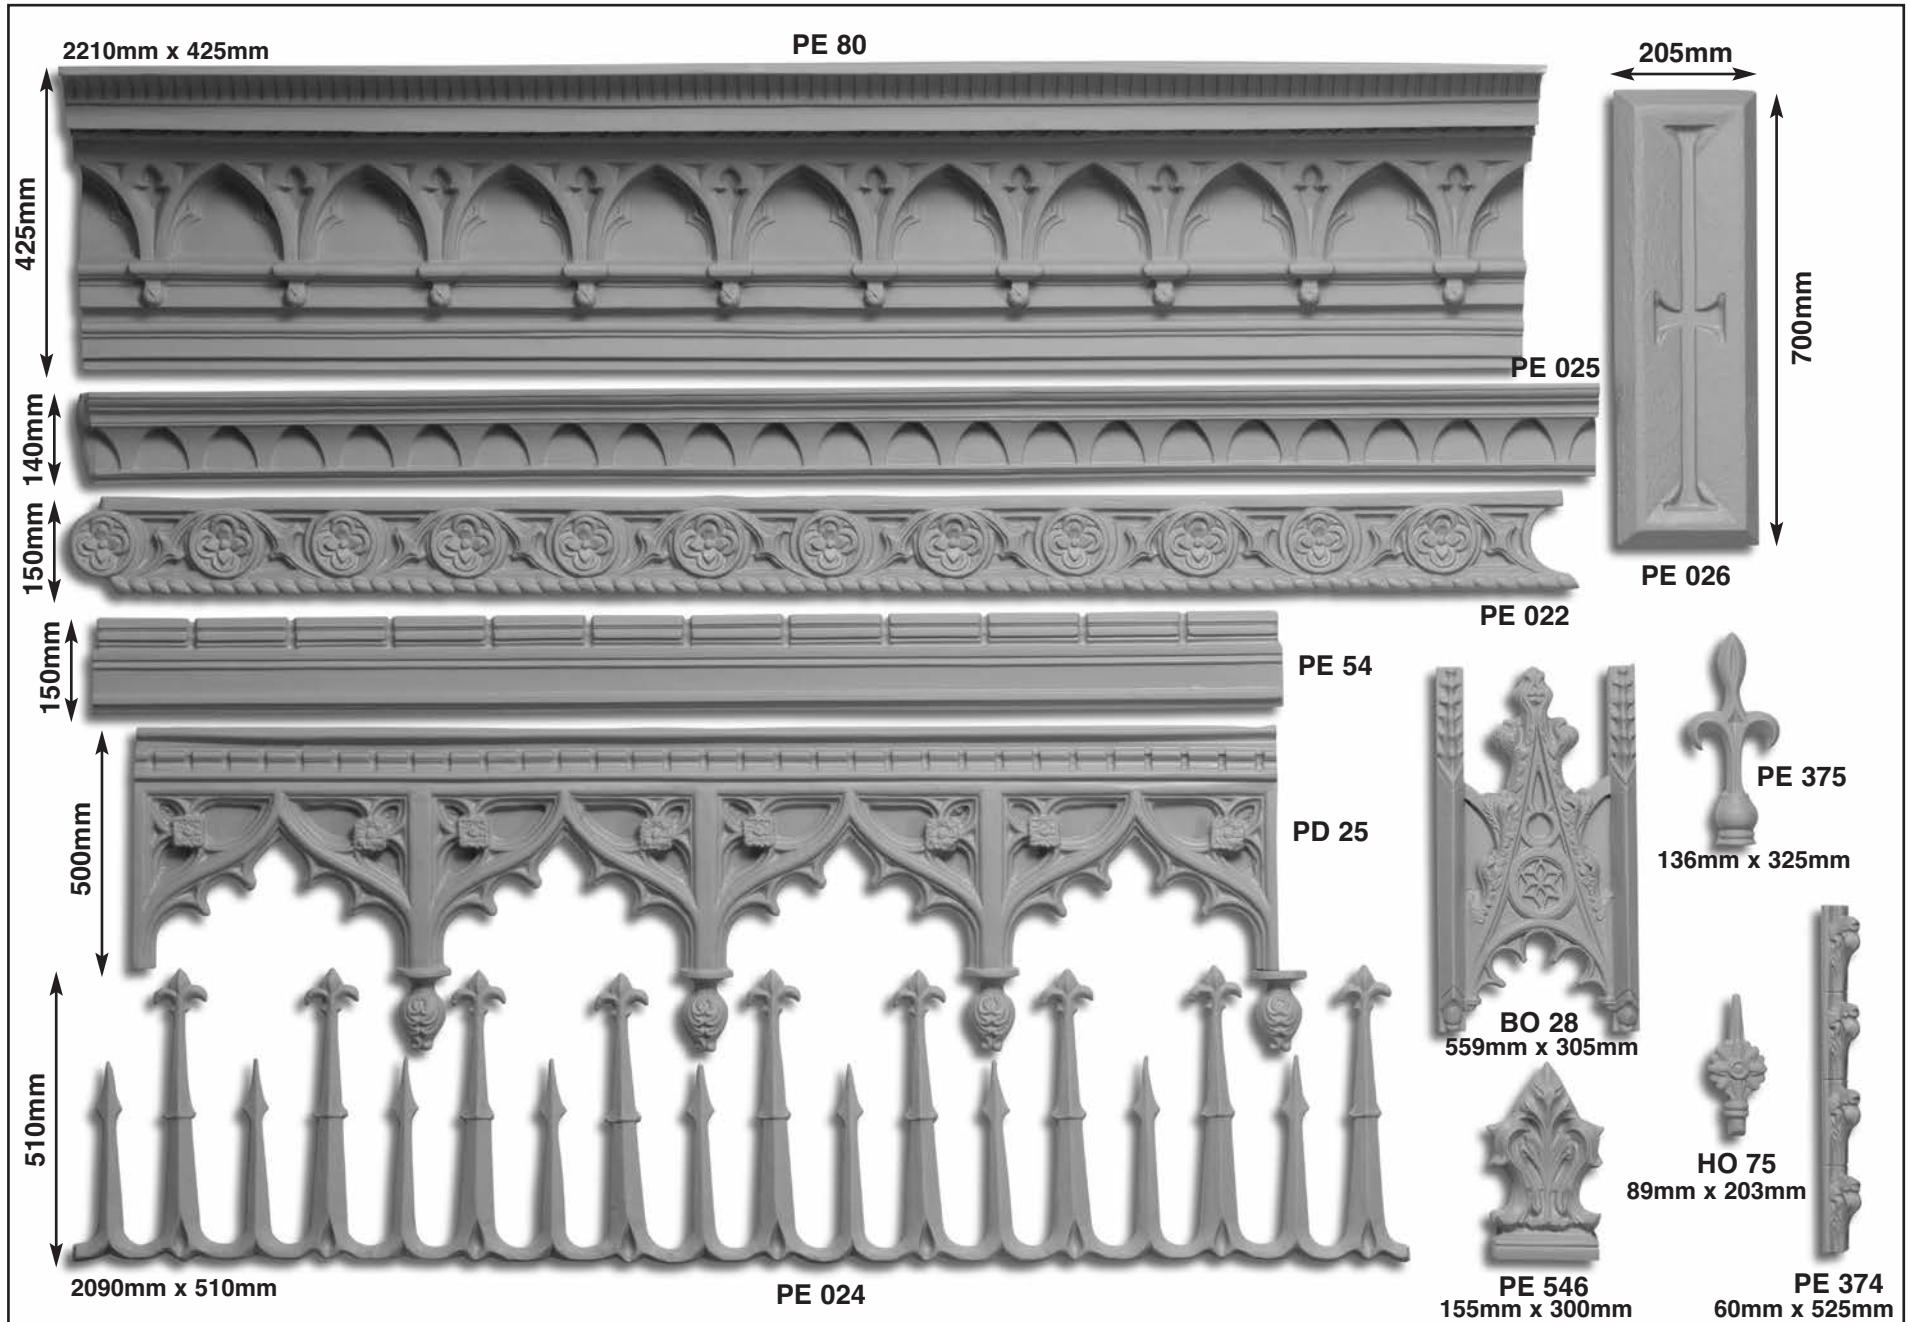 2210mm x 425mm
PE 80
205mm
425mm
700mm
PE 025
140mm
150mm
PE 026
PE 022
150mm
PE 54
PE 375
136mm x 325mm
500mm
PD 25
BO 28
559mm x 305mm
510mm
HO 75
89mm x 203mm
2090mm x 510mm
PE 024
PE 546
155mm x 300mm
PE 374
60mm x 525mm